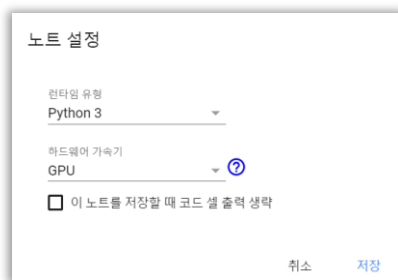 노트 설정
런타임 유형
Python 3
하드웨어 가속기
GPU
이 노트를 저장할 때 코드 셀 출력 생략
취소 저장